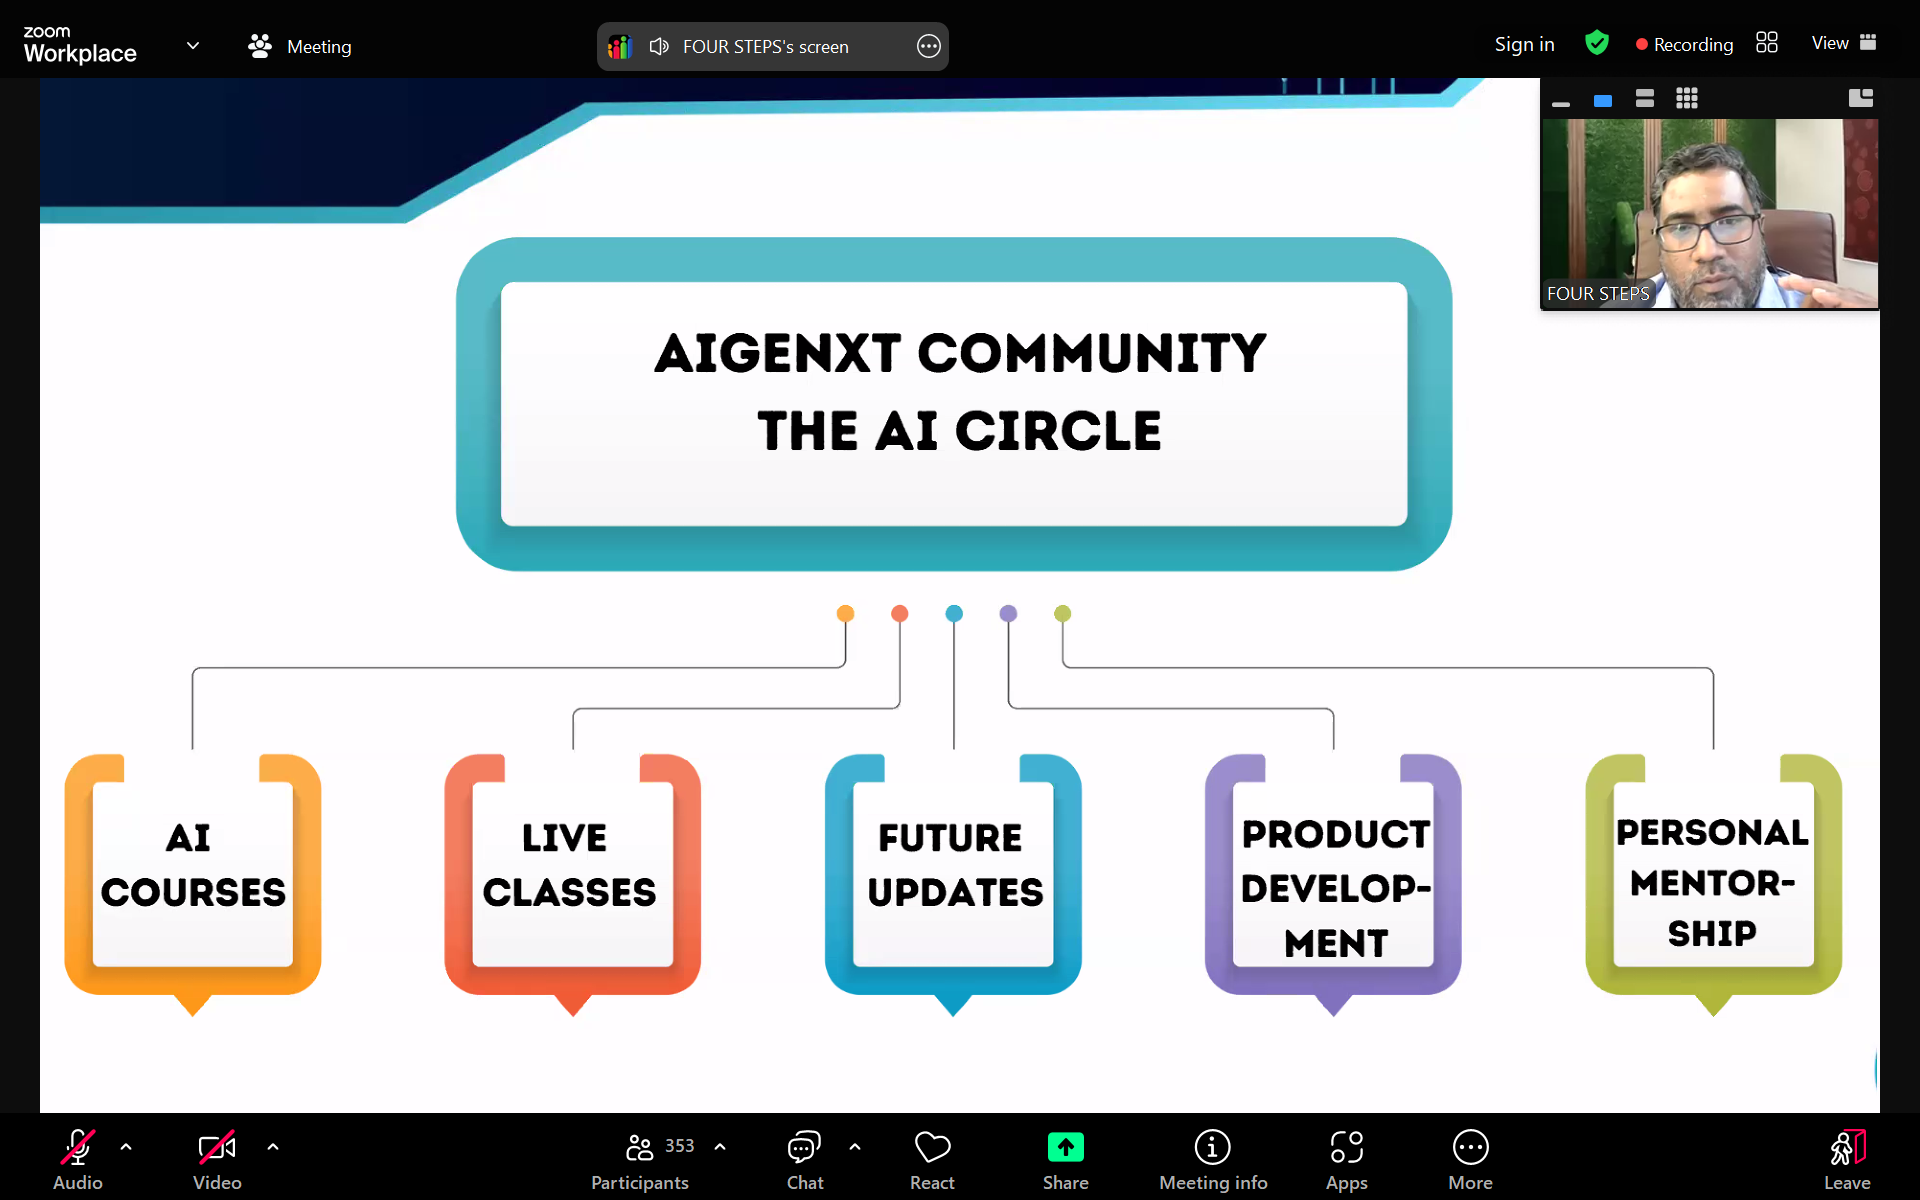 zoom
Workplace
Meeting
FOUR STEPS's screen
Sign in
Recording
View
FOUR STEPS
AIGENXT COMMUNITY
THE AI CIRCLE
AI
COURSES
LIVE
CLASSES
FUTURE
UPDATES
PRODUCT
DEVELOP-
MENT
PERSONAL
MENTOR-
SHIP
Audio
Video
353
Participants
Chat
React
Share
Meeting info
Apps
More
Leave